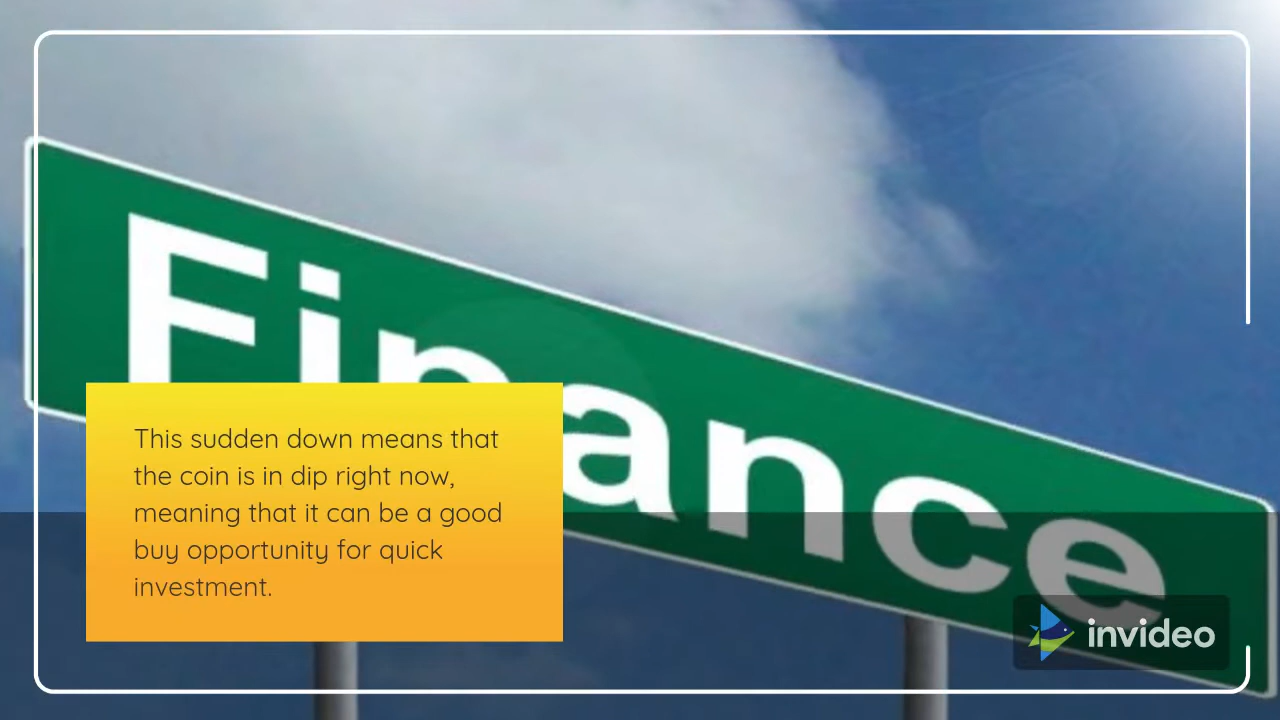 Finance
This sudden down means that
the coin is in dip right now,
meaning that it can be a good
buy opportunity for quick
investment.
invideo